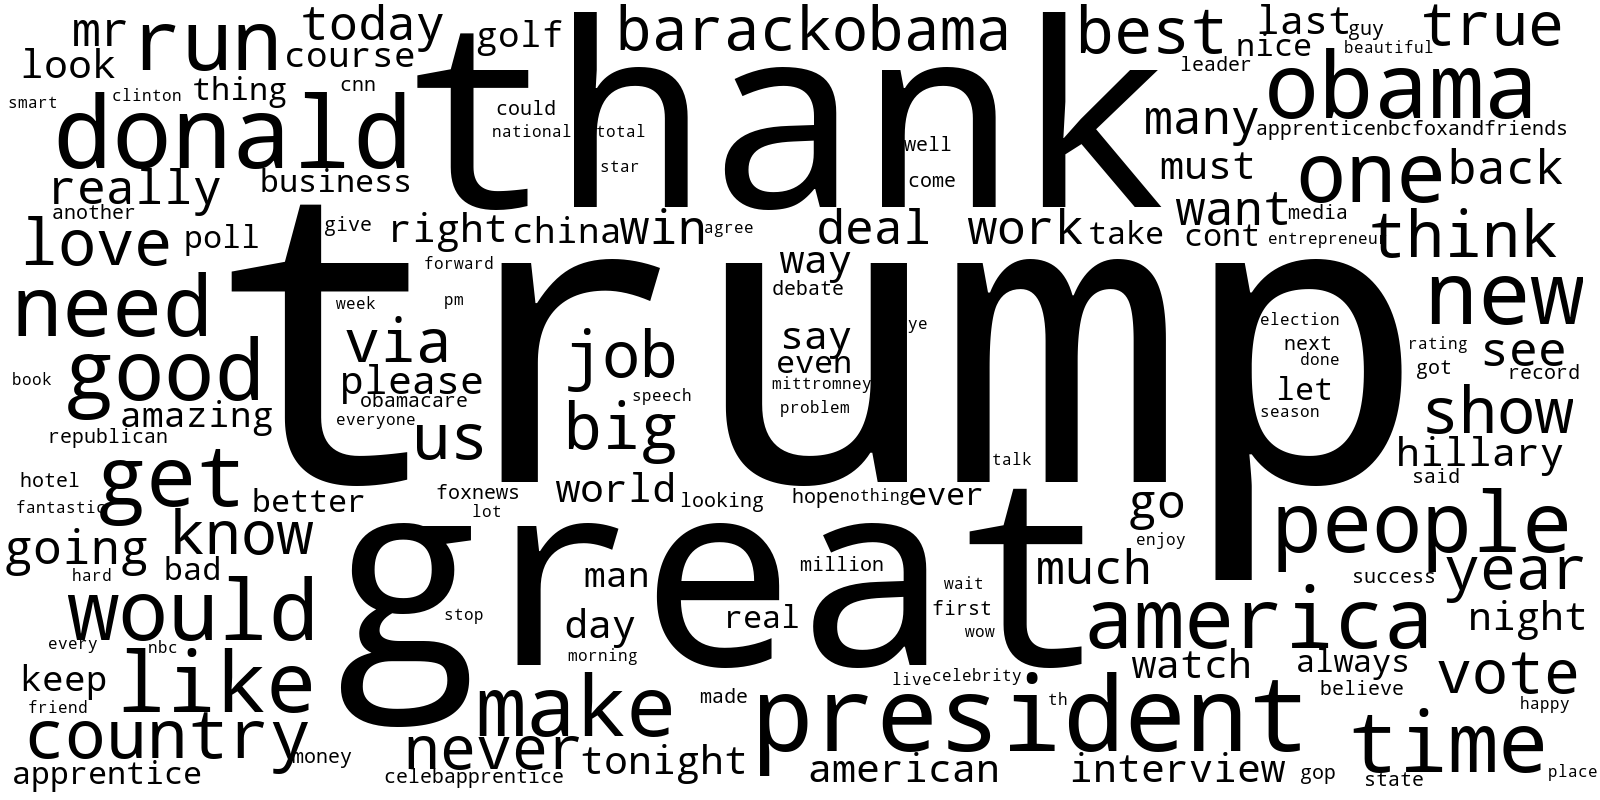 mr run today golf barackobama best last guy true
look course nice beautiful
thing cnn leader obama
smart clinton
donald thank could many
national total apprenticenbc foxandfriends
well must one back
star
really business come
another want media
love poll give right china win agree deal work take cont entrepreneur think
forward way
need trump week pm debate new
ye election
via say next rating see
good job even done got record
book please mittromney let
obamacare speech problem season show
amazing everyone
republican us big hillary
talk said
hotel get better foxnews world looking hope nothing ever go people
fantastic lot
going know great enjoy
hard bad man million much success year
would stop wait
day real first america night
every nbc morning wow
like watch always vote
keep live celebrity believe
friend make made president th happy
country never time
money tonight
apprentice celebapprentice american interview gop state place